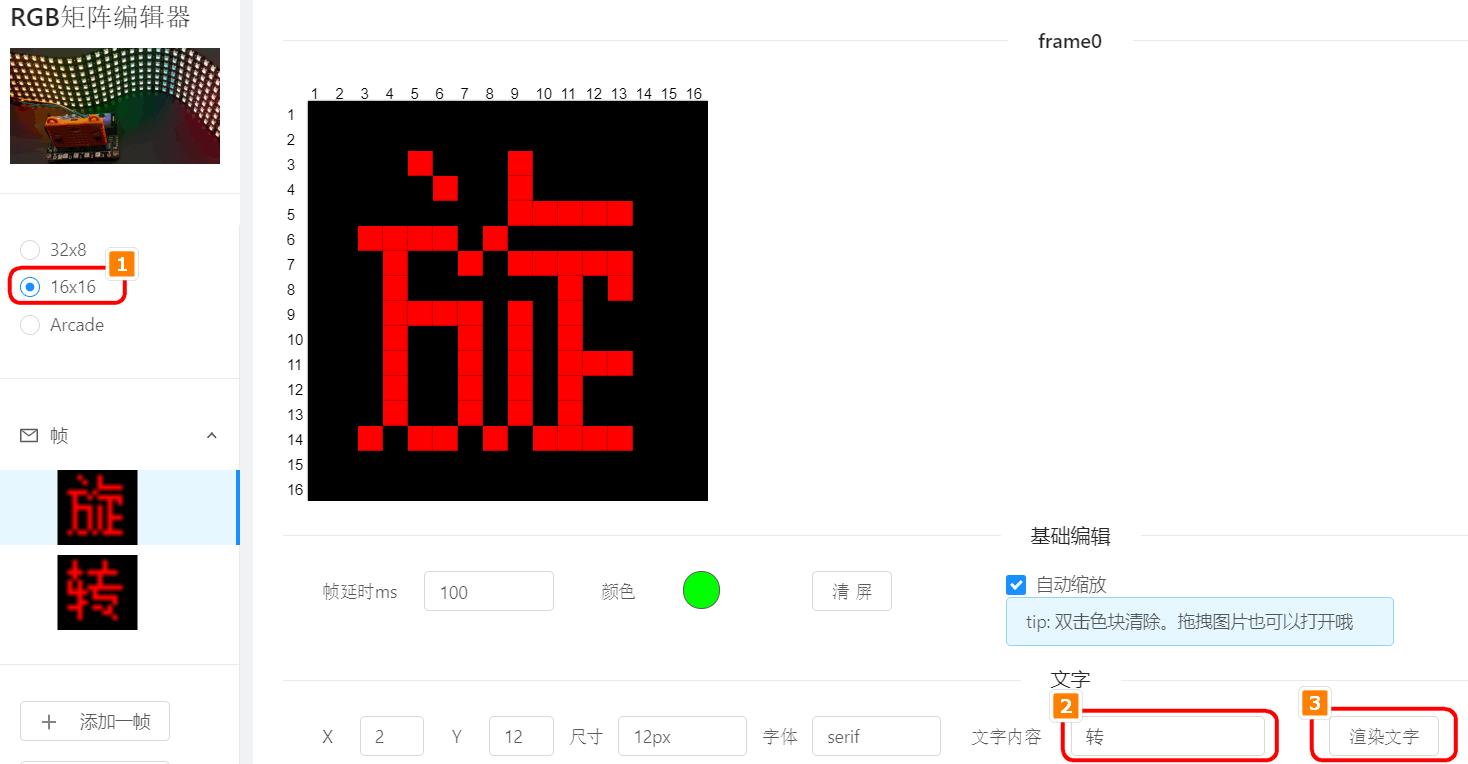 RGB矩阵编辑器
32x8
1
16x16
Arcade
帧
旋
转
添加一帧
frame0
1 2 3 4 5 6 7 8 9 10 11 12 13 14 15 16
1
2
3
4
5
6
7
8
9
10
11
12
13
14
15
16
旋
基础编辑
帧延时ms 100 颜色 清 屏 自动缩放
tip: 双击色块清除。拖拽图片也可以打开哦
文字
2 3
X 2 Y 12 尺寸 12px 字体 serif 文字内容 转 渲染文字